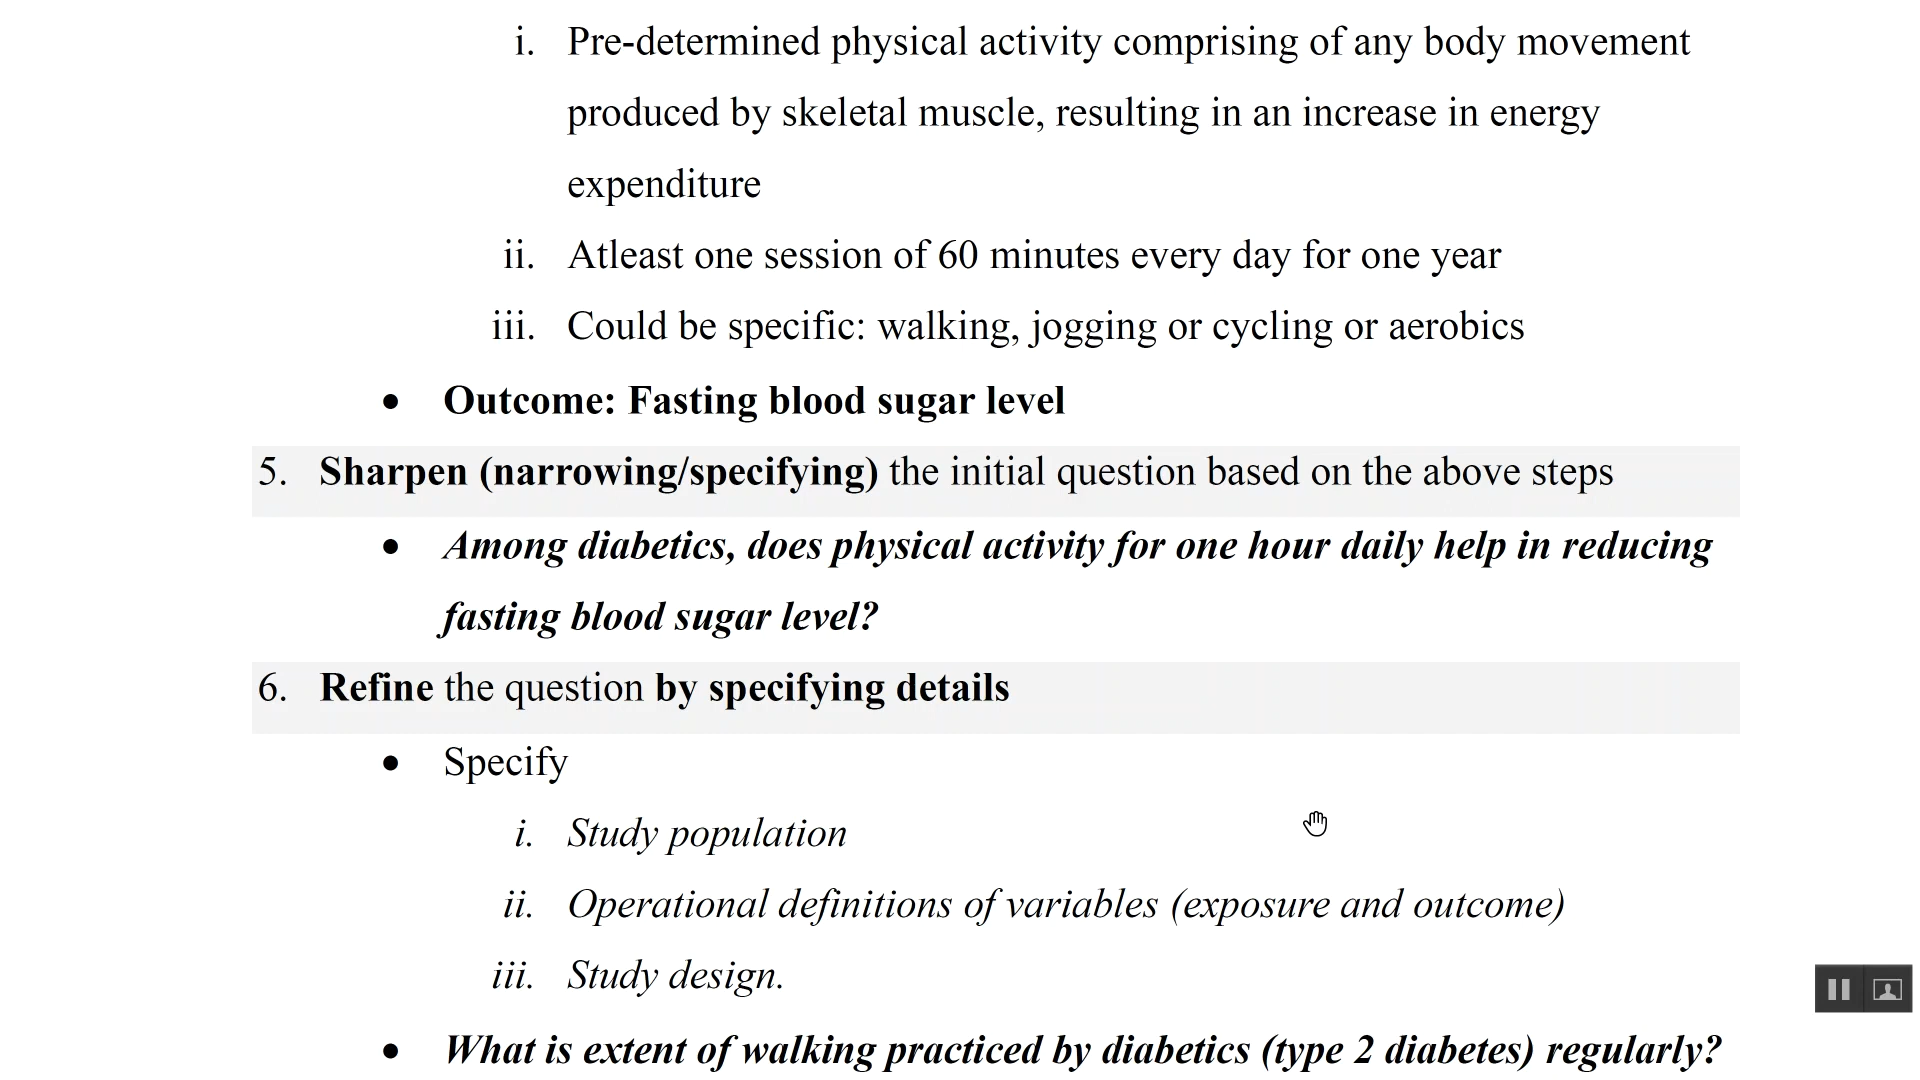 i. Pre-determined physical activity comprising of any body movement
produced by skeletal muscle, resulting in an increase in energy
expenditure
ii. Atleast one session of 60 minutes every day for one year
iii. Could be specific: walking, jogging or cycling or aerobics
• Outcome: Fasting blood sugar level
5. Sharpen (narrowing/specifying) the initial question based on the above steps
• Among diabetics, does physical activity for one hour daily help in reducing
fasting blood sugar level?
6. Refine the question by specifying details
• Specify
i. Study population
ii. Operational definitions of variables (exposure and outcome)
iii. Study design.
• What is extent of walking practiced by diabetics (type 2 diabetes) regularly?